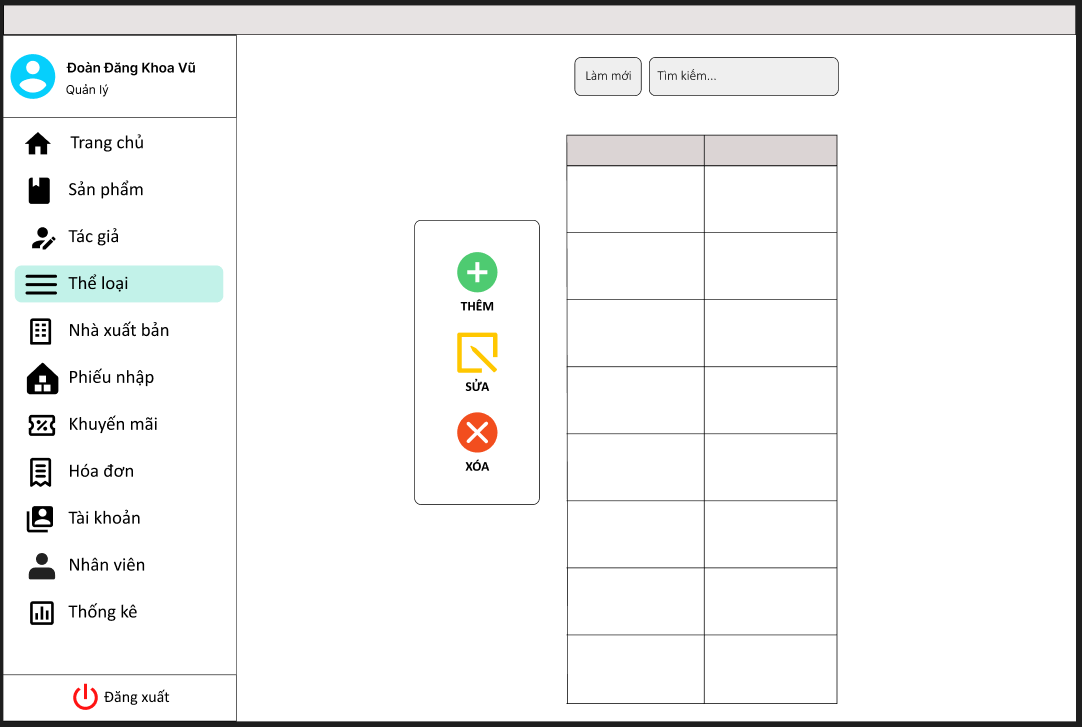 Đoàn Đăng Khoa Vũ
Quản lý
Trang chủ
Sản phẩm
Tác giả
Thể loại
Nhà xuất bản
Phiếu nhập
Khuyến mãi
Hóa đơn
Tài khoản
Nhân viên
Thống kê
Đăng xuất
Làm mới
Tìm kiếm...
THÊM
SỬA
XÓA